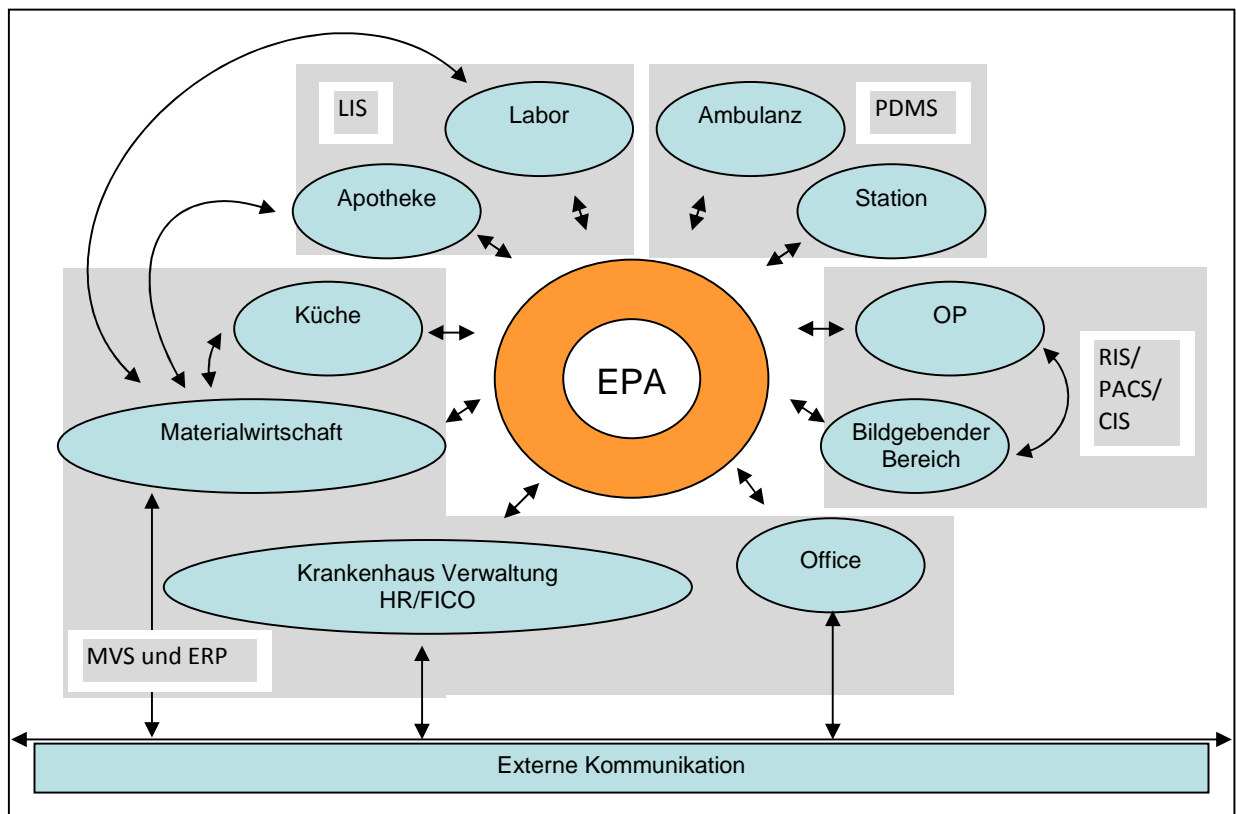 LIS
Labor
Ambulanz
PDMS
Apotheke
Station
Küche
OP
EPA
RIS/
PACS/
CIS
Materialwirtschaft
Bildgebender
Bereich
Krankenhaus Verwaltung
HR/FICO
Office
MVS und ERP
Externe Kommunikation